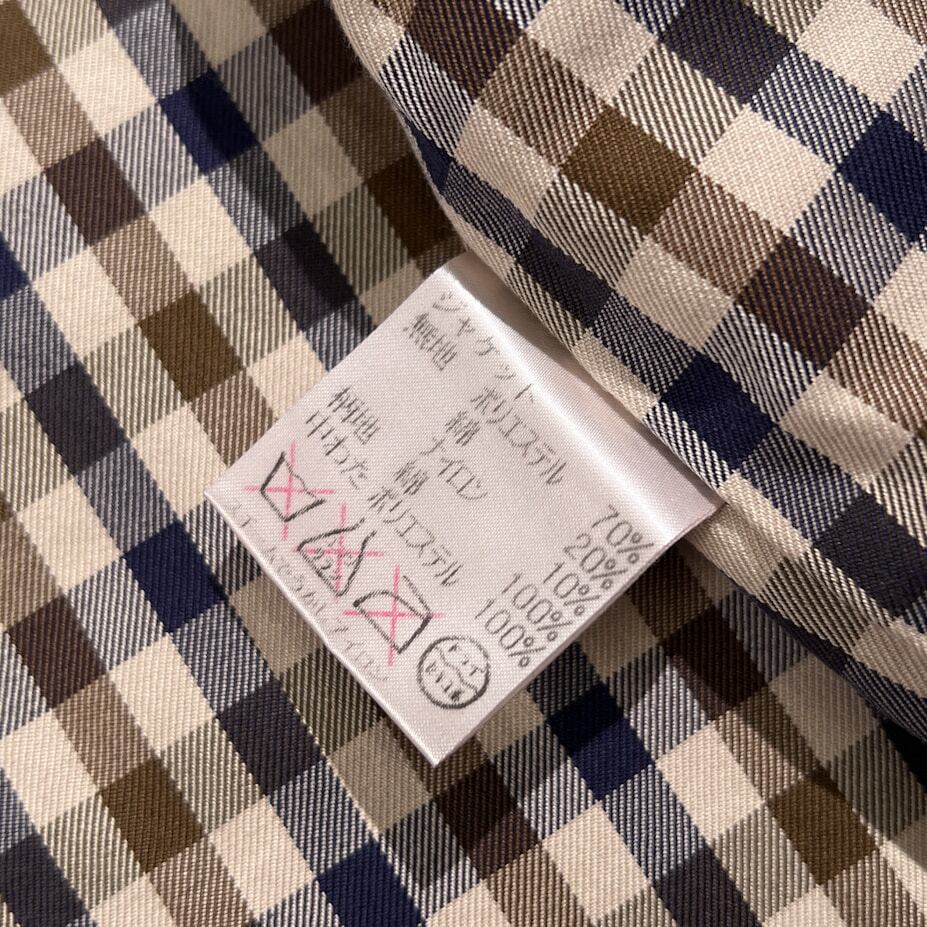 ジャケット
無地 ポリエステル 70%
綿 20%
ナイロン 10%
柄地 綿 100%
中わた ポリエステル 100%